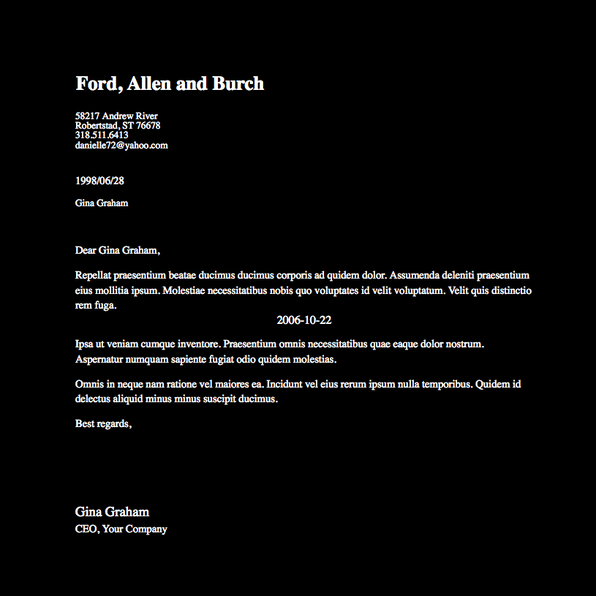 Ford, Allen and Burch
58217 Andrew River
Robertstad, ST 76678
318.511.6413
danielle72@yahoo.com
1998/06/28
Gina Graham
Dear Gina Graham,
Repellat praesentium beatae ducimus ducimus corporis ad quidem dolor. Assumenda deleniti praesentium
eius mollitia ipsum. Molestiae necessitatibus nobis quo voluptates id velit voluptatum. Velit quis distinctio
rem fuga.
2006-10-22
Ipsa ut veniam cumque inventore. Praesentium omnis necessitatibus quae eaque dolor nostrum.
Aspernatur numquam sapiente fugiat odio quidem molestias.
Omnis in neque nam ratione vel maiores ea. Incidunt vel eius rerum ipsum nulla temporibus. Quidem id
delectus aliquid minus minus suscipit ducimus.
Best regards,
Gina Graham
CEO, Your Company